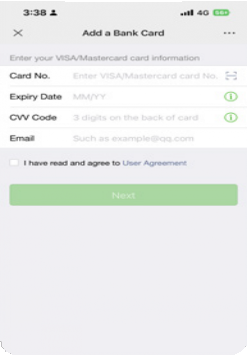 3:38 4G
Add a Bank Card
Enter your VISA/Mastercard card information
Card No. Enter VISA/Mastercard card No.
Expiry Date MM/YY
CVV Code 3 digits on the back of card
Email Such as example@qq.com
I have read and agree to User Agreement
Next